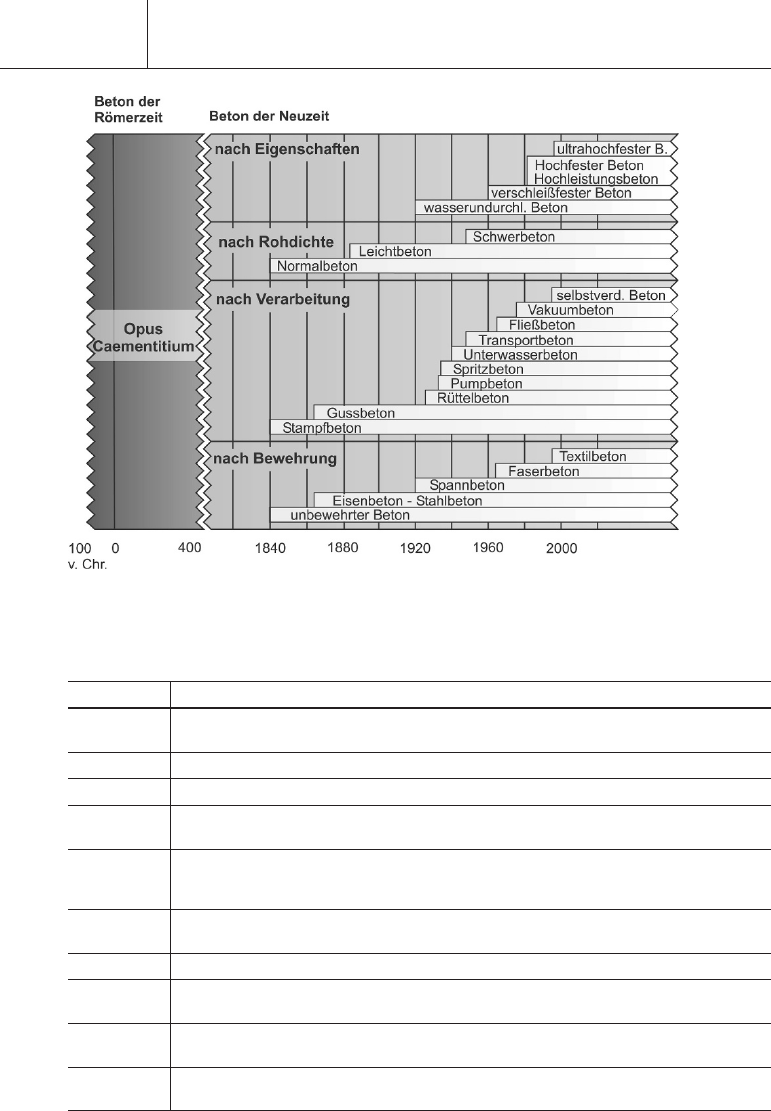 Beton der
Römerzeit
Beton der Neuzeit
nach Eigenschaften
ultrahochfester B.
Hochfester Beton
Hochleistungsbeton
verschleißfester Beton
wasserundurchl. Beton
nach Rohdichte
Schwerbeton
Leichtbeton
Normalbeton
nach Verarbeitung
selbstverd. Beton
Vakuumbeton
Fließbeton
Opus
Caementitium
Transportbeton
Unterwasserbeton
Spritzbeton
Pumpbeton
Rüttelbeton
Gussbeton
Stampfbeton
nach Bewehrung
Textilbeton
Faserbeton
Spannbeton
Eisenbeton - Stahlbeton
unbewehrter Beton
100 0 400 1840 1880 1920 1960 2000
v. Chr.